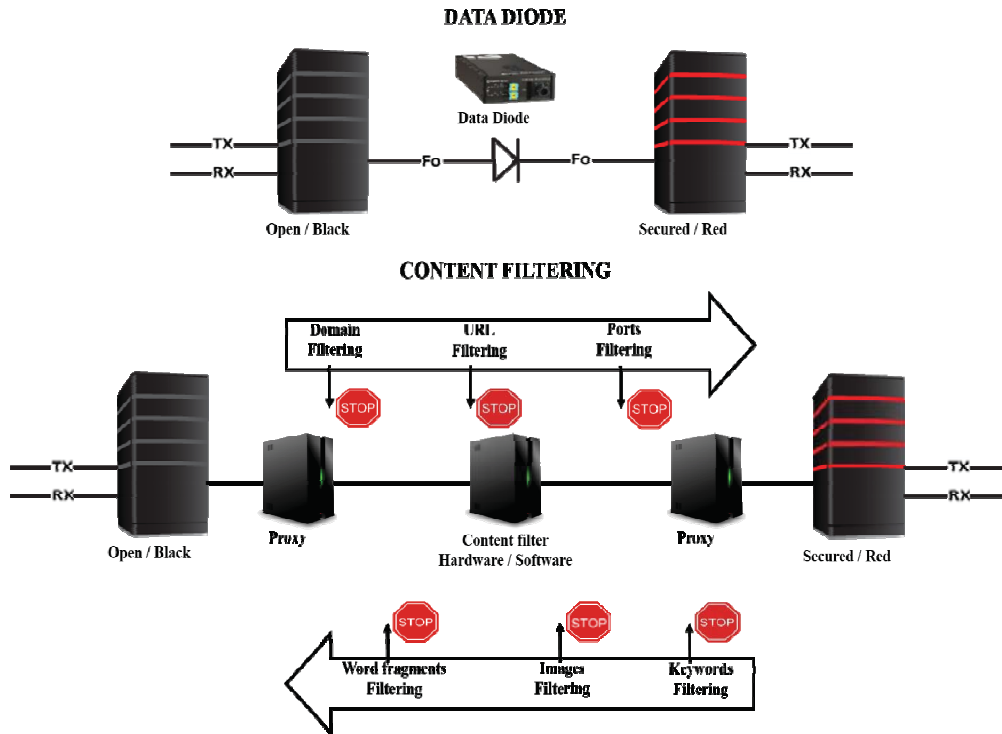 DATA DIODE
Data Diode
TX
TX
Fo
Fo
RX
RX
Open / Black
Secured / Red
CONTENT FILTERING
Domain
Filtering
URL
Filtering
Ports
Filtering
STOP
STOP
STOP
TX
TX
RX
RX
Proxy
Content filter
Hardware / Software
Proxy
Open / Black
Secured / Red
STOP
STOP
STOP
Word fragments
Filtering
Images
Filtering
Keywords
Filtering